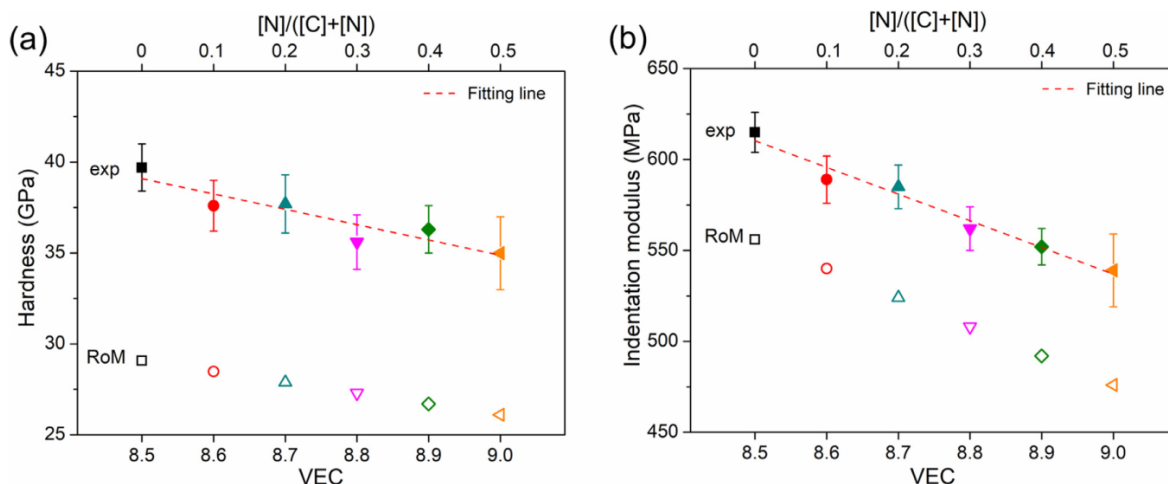 (a)
[N]/([C]+[N])
0 0.1 0.2 0.3 0.4 0.5
45
40
35
30
25
Hardness (GPa)
Fitting line
exp
RoM
8.5 8.6 8.7 8.8 8.9 9.0
VEC
(b)
[N]/([C]+[N])
0 0.1 0.2 0.3 0.4 0.5
650
600
550
500
450
Indentation modulus (MPa)
Fitting line
exp
RoM
8.5 8.6 8.7 8.8 8.9 9.0
VEC